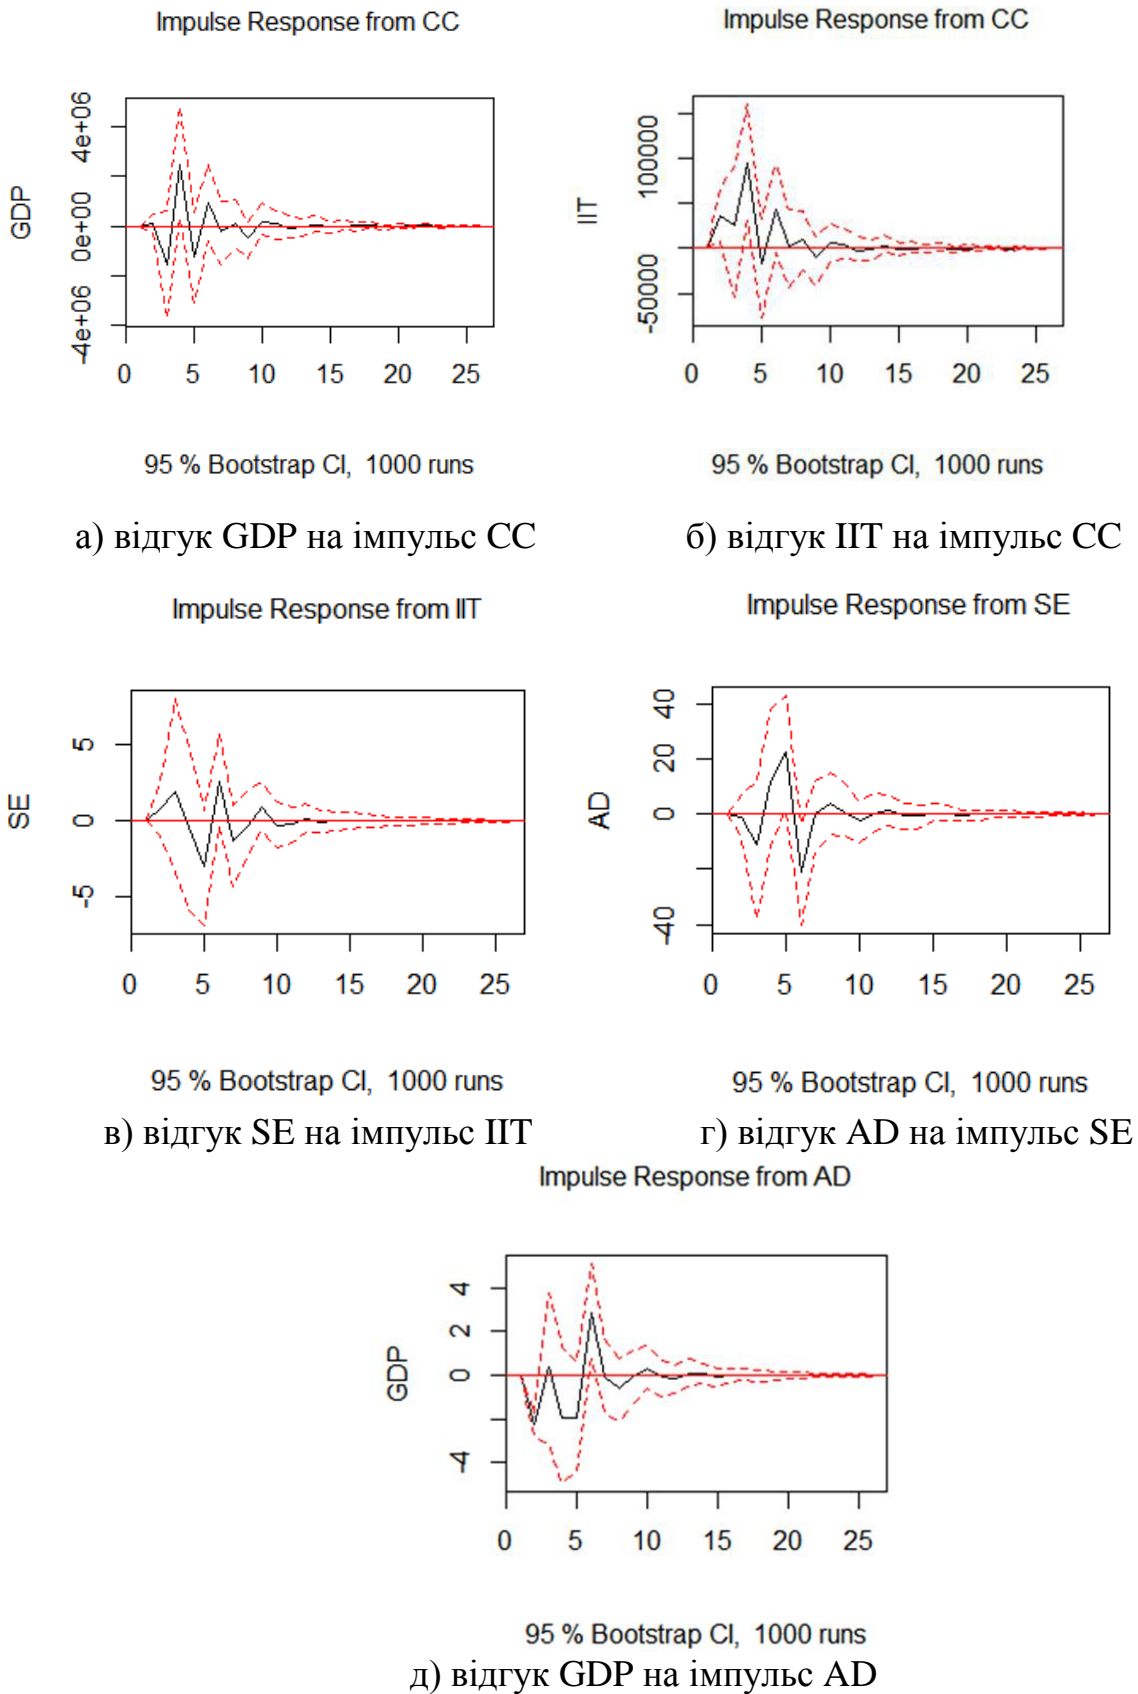 Impulse Response from CC
GDP
4e+06
0e+00
-4e+06
0 5 10 15 20 25
95 % Bootstrap CI, 1000 runs
а) відгук GDP на імпульс CC
Impulse Response from CC
IIT
100000
-50000
0 5 10 15 20 25
95 % Bootstrap CI, 1000 runs
б) відгук IIT на імпульс CC
Impulse Response from IIT
SE
5
0
-5
0 5 10 15 20 25
95 % Bootstrap CI, 1000 runs
в) відгук SE на імпульс IIT
Impulse Response from SE
AD
40
20
0
-40
0 5 10 15 20 25
95 % Bootstrap CI, 1000 runs
г) відгук AD на імпульс SE
Impulse Response from AD
GDP
4
2
0
-4
0 5 10 15 20 25
95 % Bootstrap CI, 1000 runs
д) відгук GDP на імпульс AD